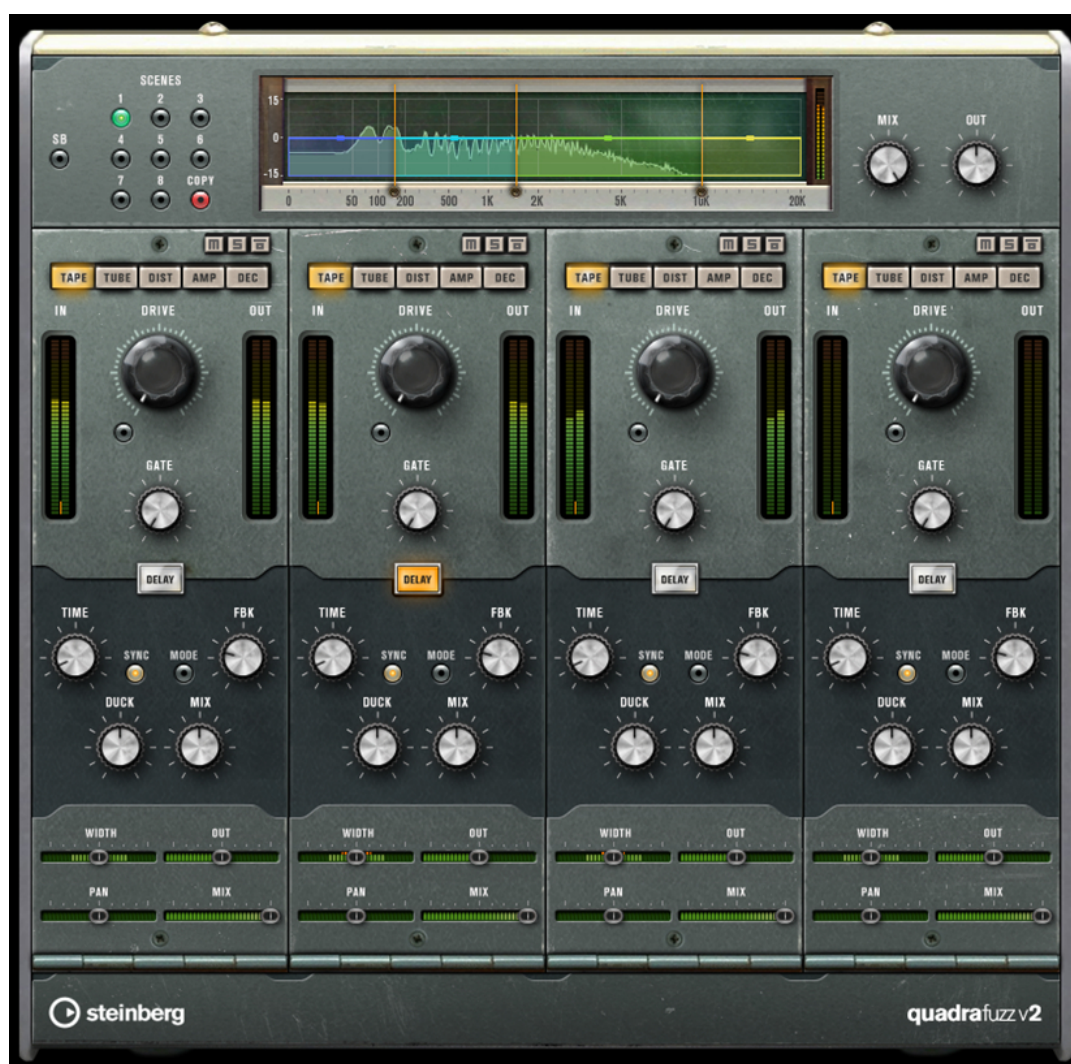 SCENES
1 2 3
SB
4 5 6
7 8 COPY
15
0
-15
0 50 100 200 500 1K 2K 5K 10K 20K
MIX OUT
M S M S M S M S
TAPE TUBE DIST AMP DEC TAPE TUBE DIST AMP DEC TAPE TUBE DIST AMP DEC TAPE TUBE DIST AMP DEC
IN DRIVE OUT IN DRIVE OUT IN DRIVE OUT IN DRIVE OUT
GATE GATE GATE GATE
DELAY DELAY DELAY DELAY
TIME FBK TIME FBK TIME FBK TIME FBK
SYNC MODE SYNC MODE SYNC MODE SYNC MODE
DUCK MIX DUCK MIX DUCK MIX DUCK MIX
WIDTH OUT WIDTH OUT WIDTH OUT WIDTH OUT
PAN MIX PAN MIX PAN MIX PAN MIX
steinberg quadrafuzz v2